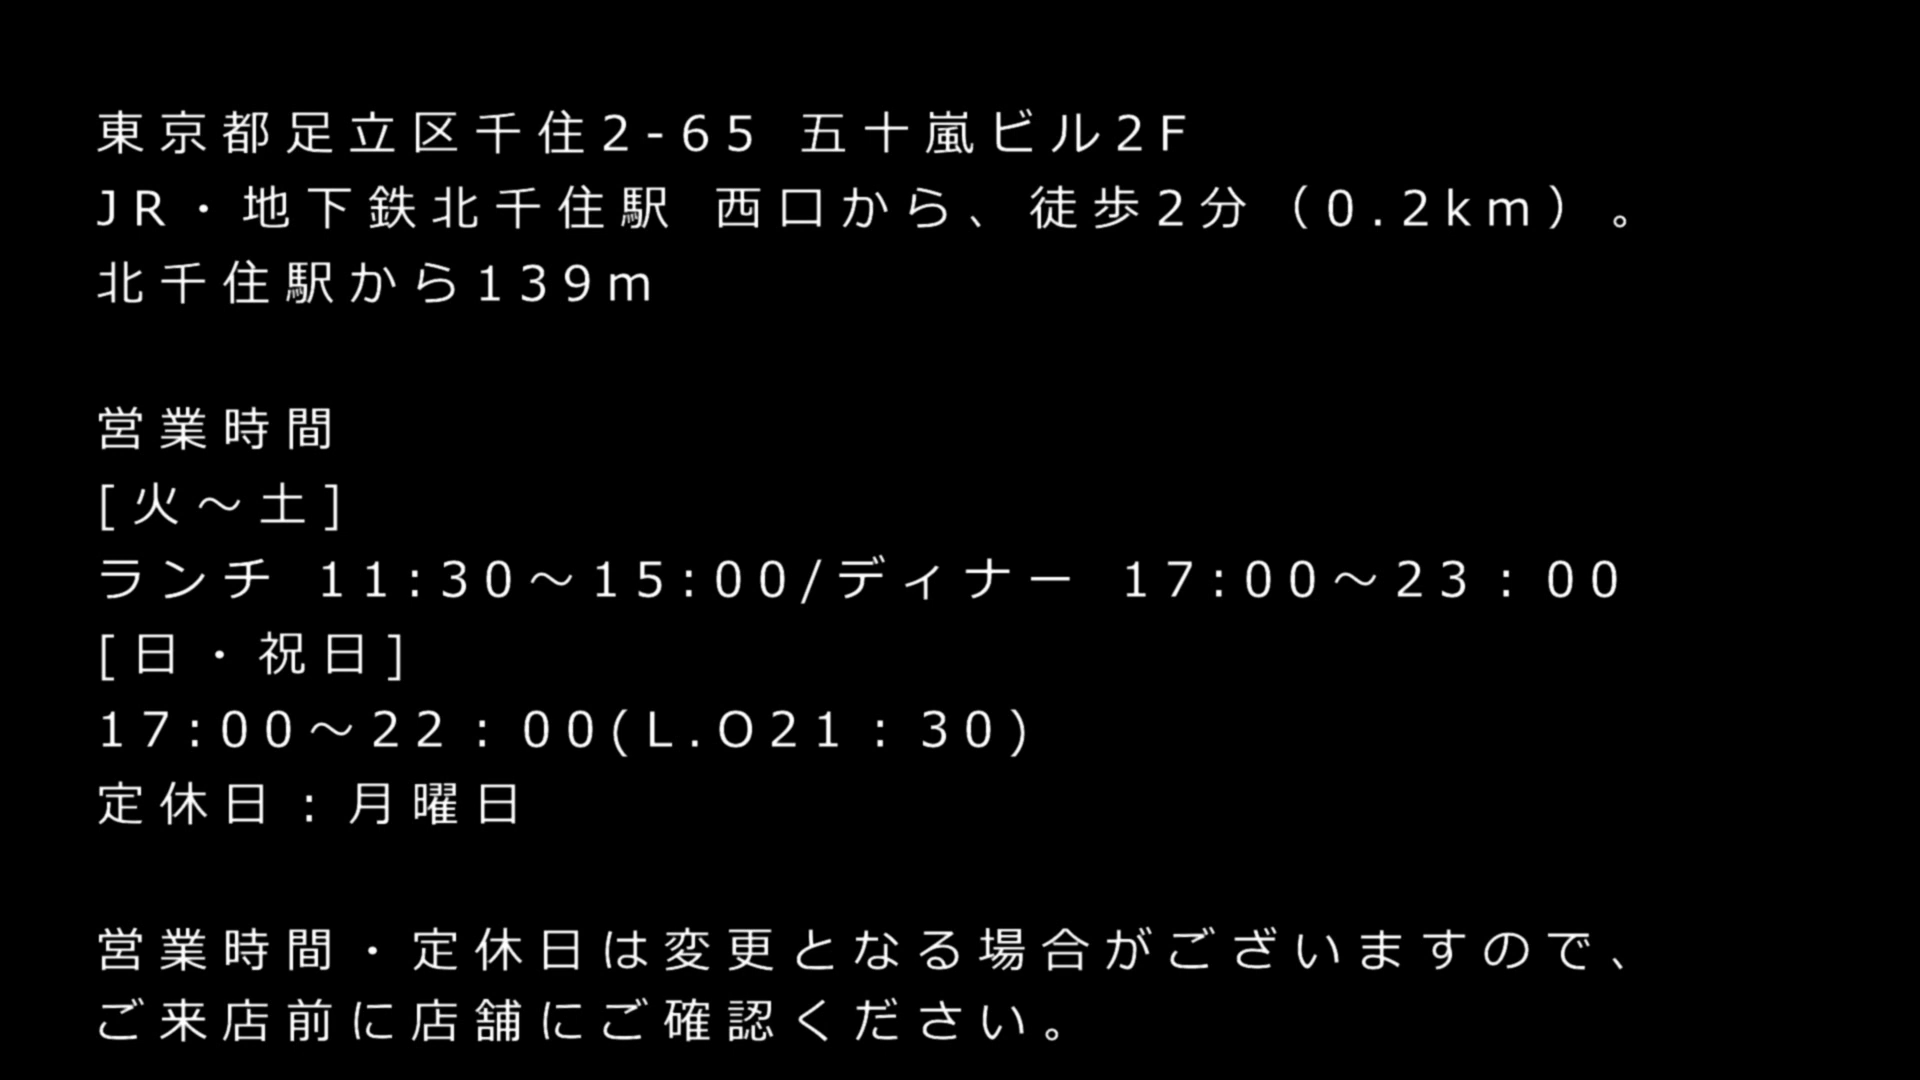 東京都足立区千住2-65 五十嵐ビル2F
JR・地下鉄北千住駅 西口から、徒歩2分（0.2km）。
北千住駅から139m
営業時間
[火～土]
ランチ 11:30～15:00/ディナー 17:00～23：00
[日・祝日]
17:00～22：00(L.O21：30)
定休日：月曜日
営業時間・定休日は変更となる場合がございますので、
ご来店前に店舗にご確認ください。